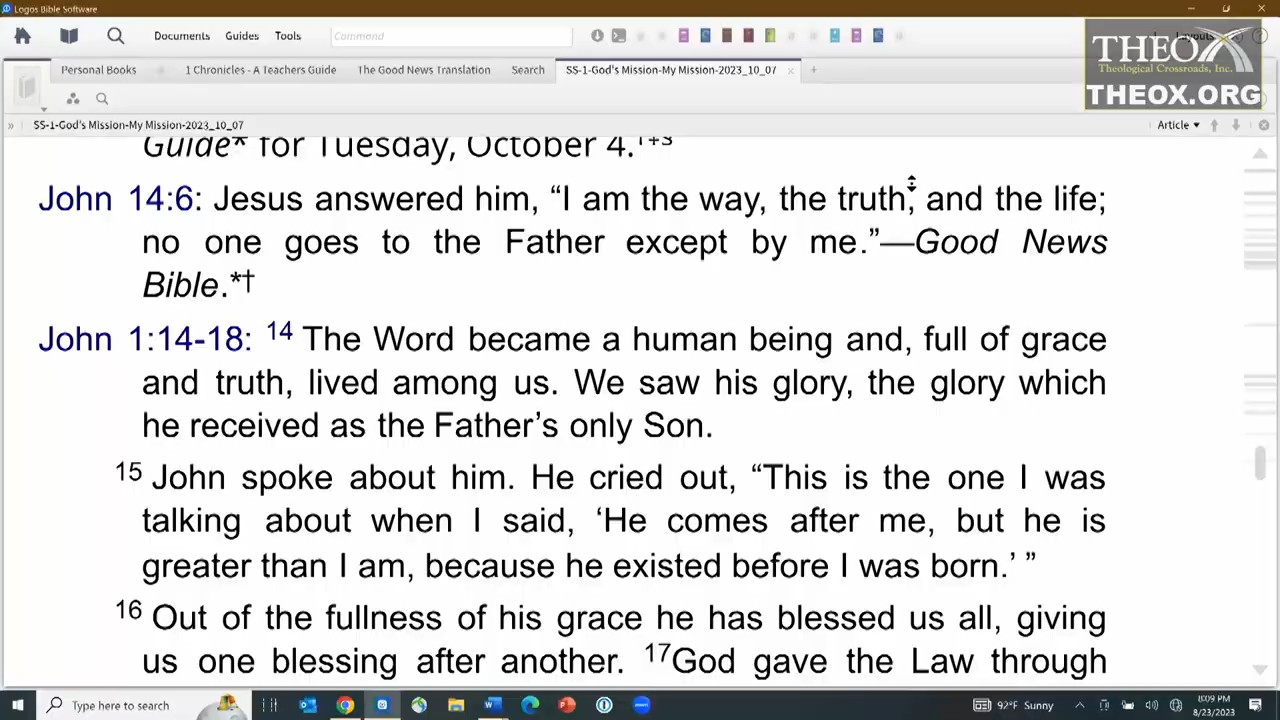 Logos Bible Software
Documents Guides Tools Command
THEOX
Theological Crossroads, Inc.
THEOX.ORG
Personal Books 1 Chronicles - A Teachers Guide The Good News Bible Search SS-1-God's Mission-My Mission-2023_10_07
SS-1-God's Mission-My Mission-2023_10_07 Article
Guide* for Tuesday, October 4.1+3
John 14:6: Jesus answered him, “I am the way, the truth, and the life;
no one goes to the Father except by me.”—Good News
Bible.*†
John 1:14-18: 14 The Word became a human being and, full of grace
and truth, lived among us. We saw his glory, the glory which
he received as the Father’s only Son.
15 John spoke about him. He cried out, “This is the one I was
talking about when I said, ‘He comes after me, but he is
greater than I am, because he existed before I was born.’ ”
16 Out of the fullness of his grace he has blessed us all, giving
us one blessing after another. 17God gave the Law through
Type here to search 92°F Sunny 8:09 PM
8/23/2023